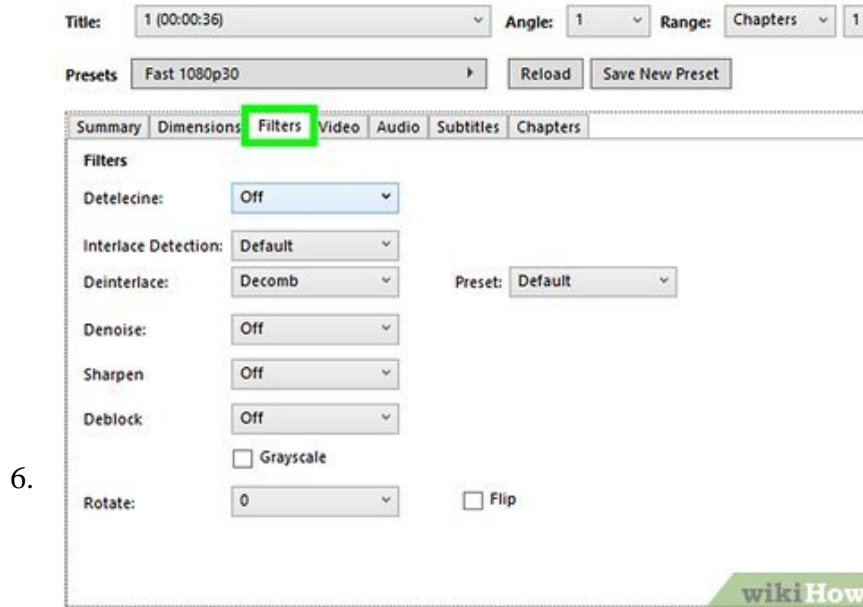 Title: 1 (00:00:36) Angle: 1 Range: Chapters 1
Presets Fast 1080p30 Reload Save New Preset
Summary Dimensions Filters Video Audio Subtitles Chapters
Filters
Detelecine: Off
Interlace Detection: Default
Deinterlace: Decomb Preset: Default
Denoise: Off
Sharpen Off
Deblock Off
Grayscale
6.
Rotate: 0 Flip
wikiHow